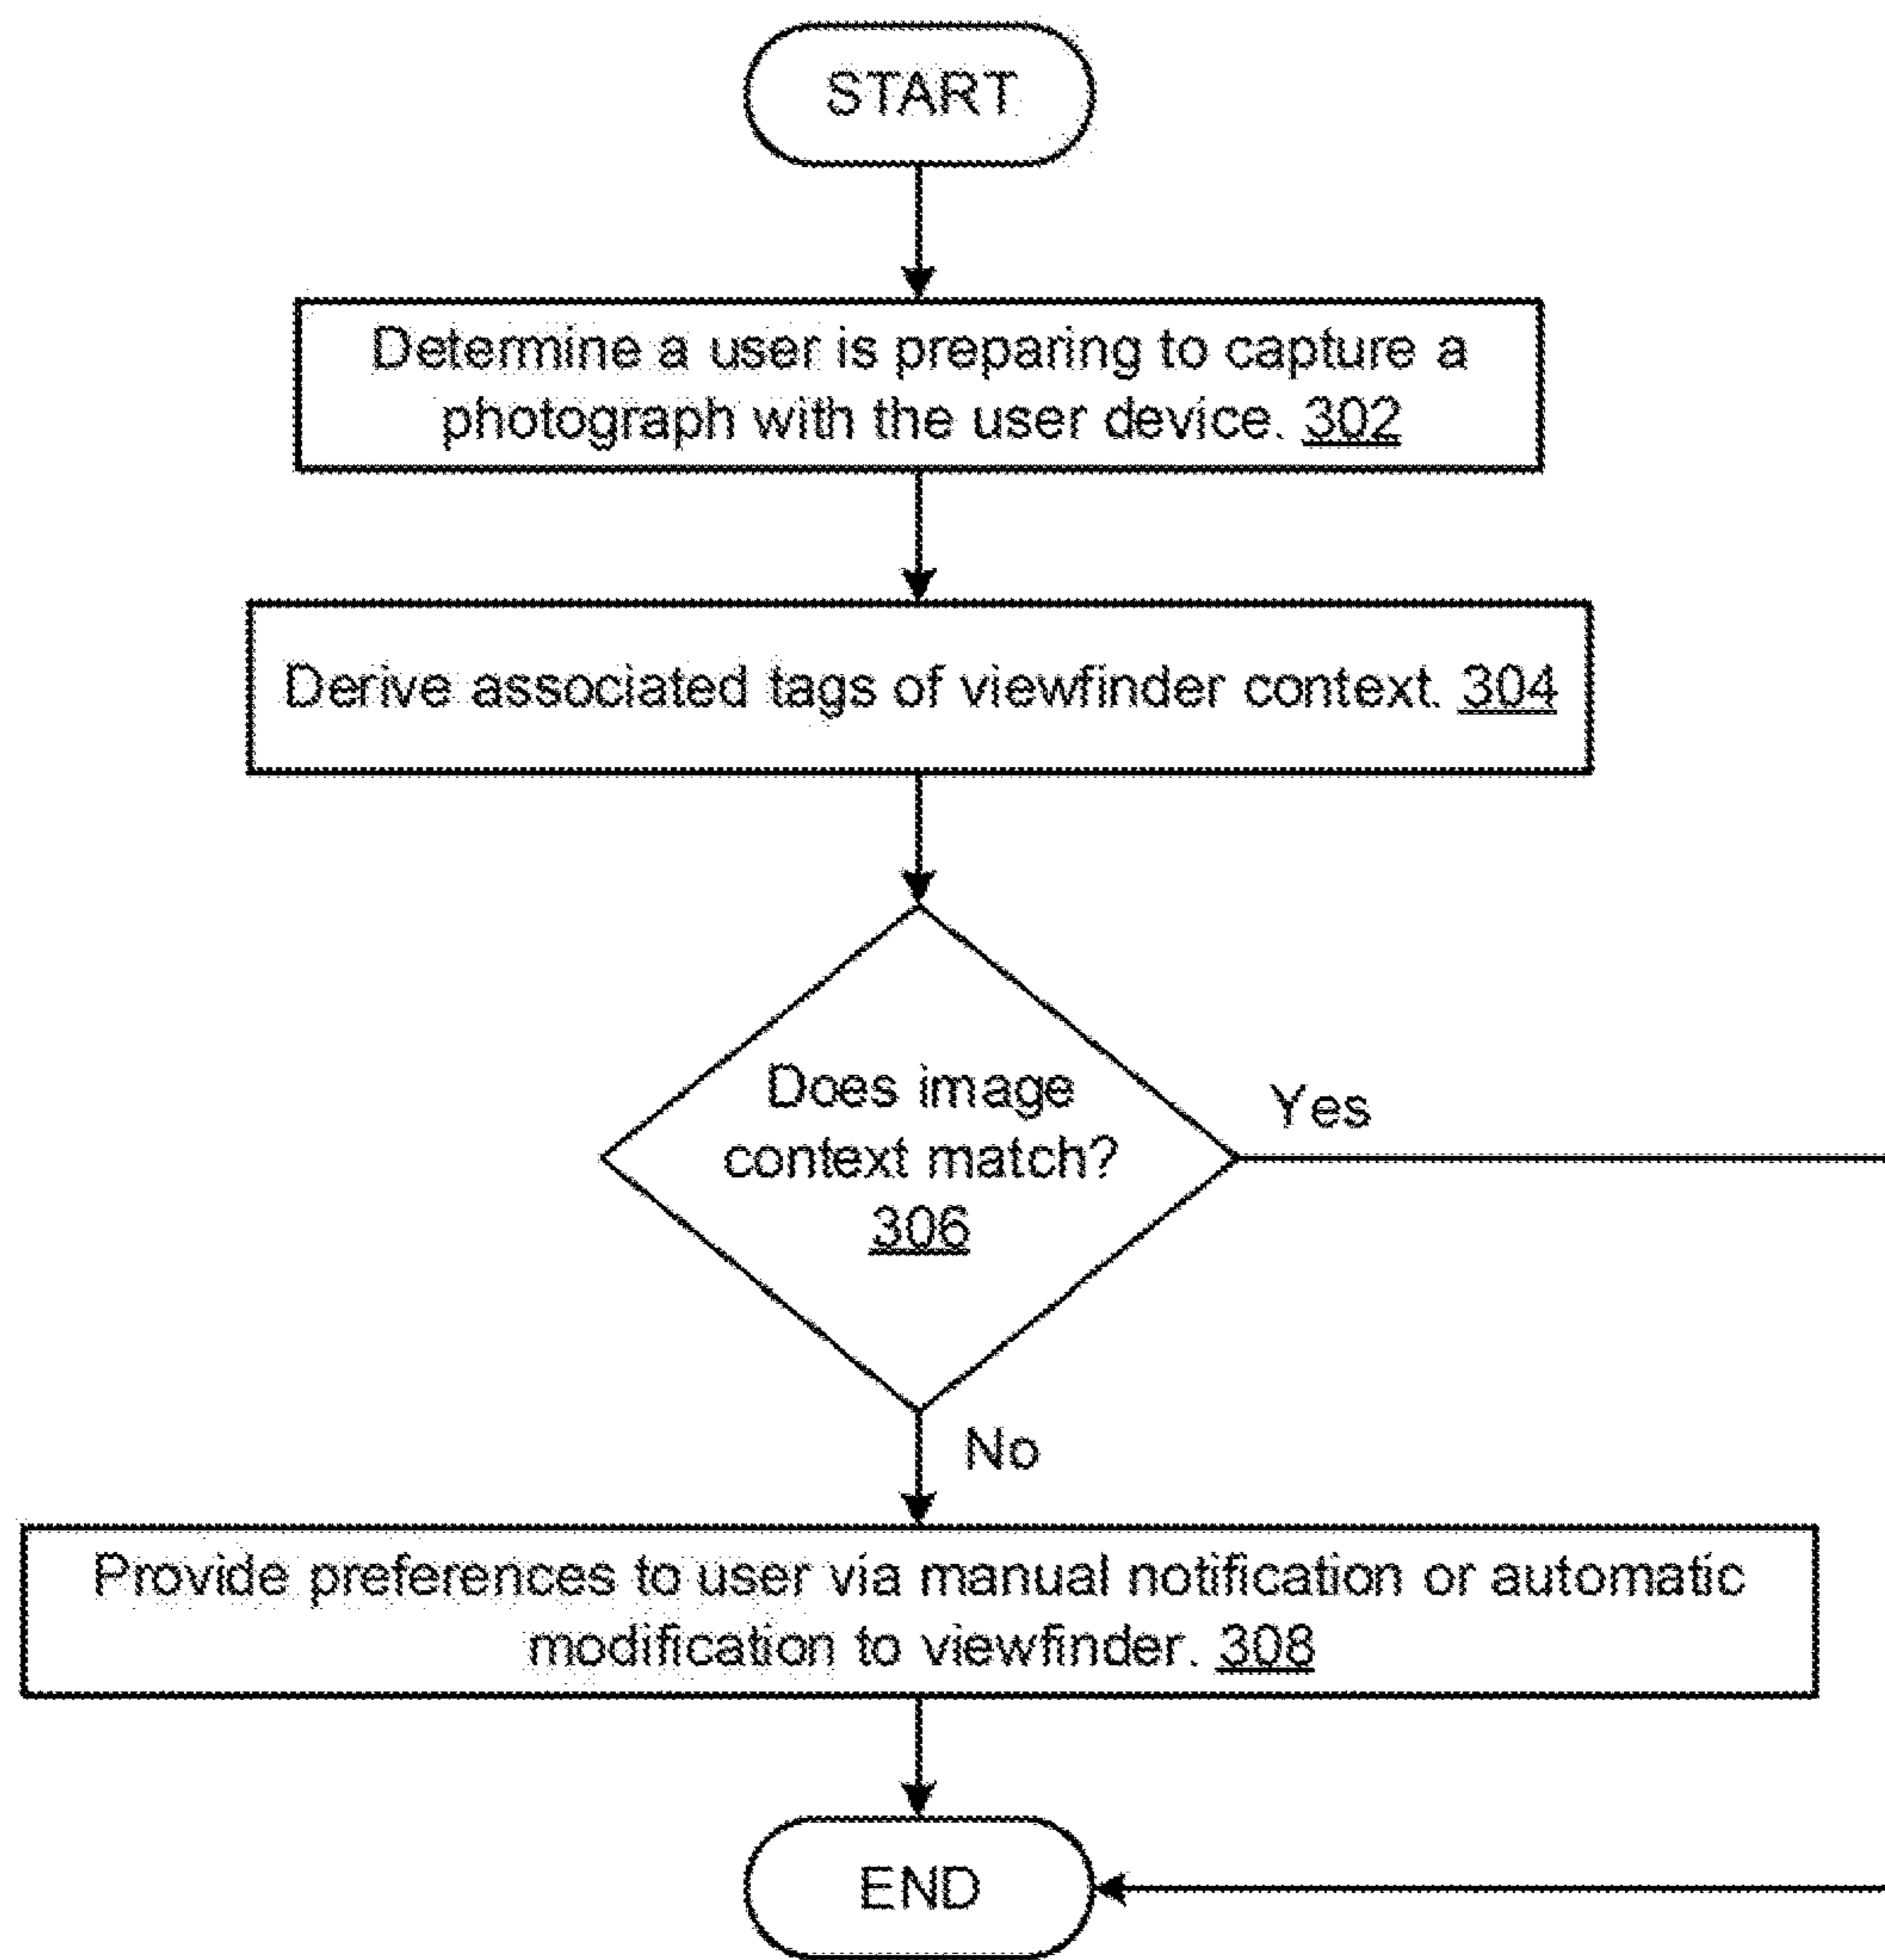 START
Determine a user is preparing to capture a
photograph with the user device. 302
Derive associated tags of viewfinder context. 304
Does image
context match?
306
Yes
No
Provide preferences to user via manual notification or automatic
modification to viewfinder. 308
END